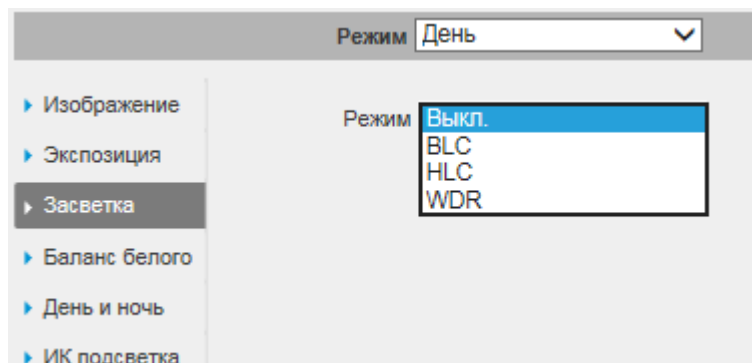 Режим День
Изображение
Экспозиция
Засветка
Баланс белого
День и ночь
ИК подсветка
Режим Выкл.
BLC
HLC
WDR